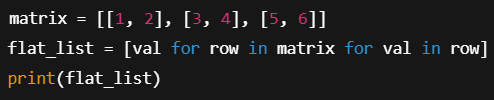 matrix = [[1, 2], [3, 4], [5, 6]]
flat_list = [val for row in matrix for val in row]
print(flat_list)